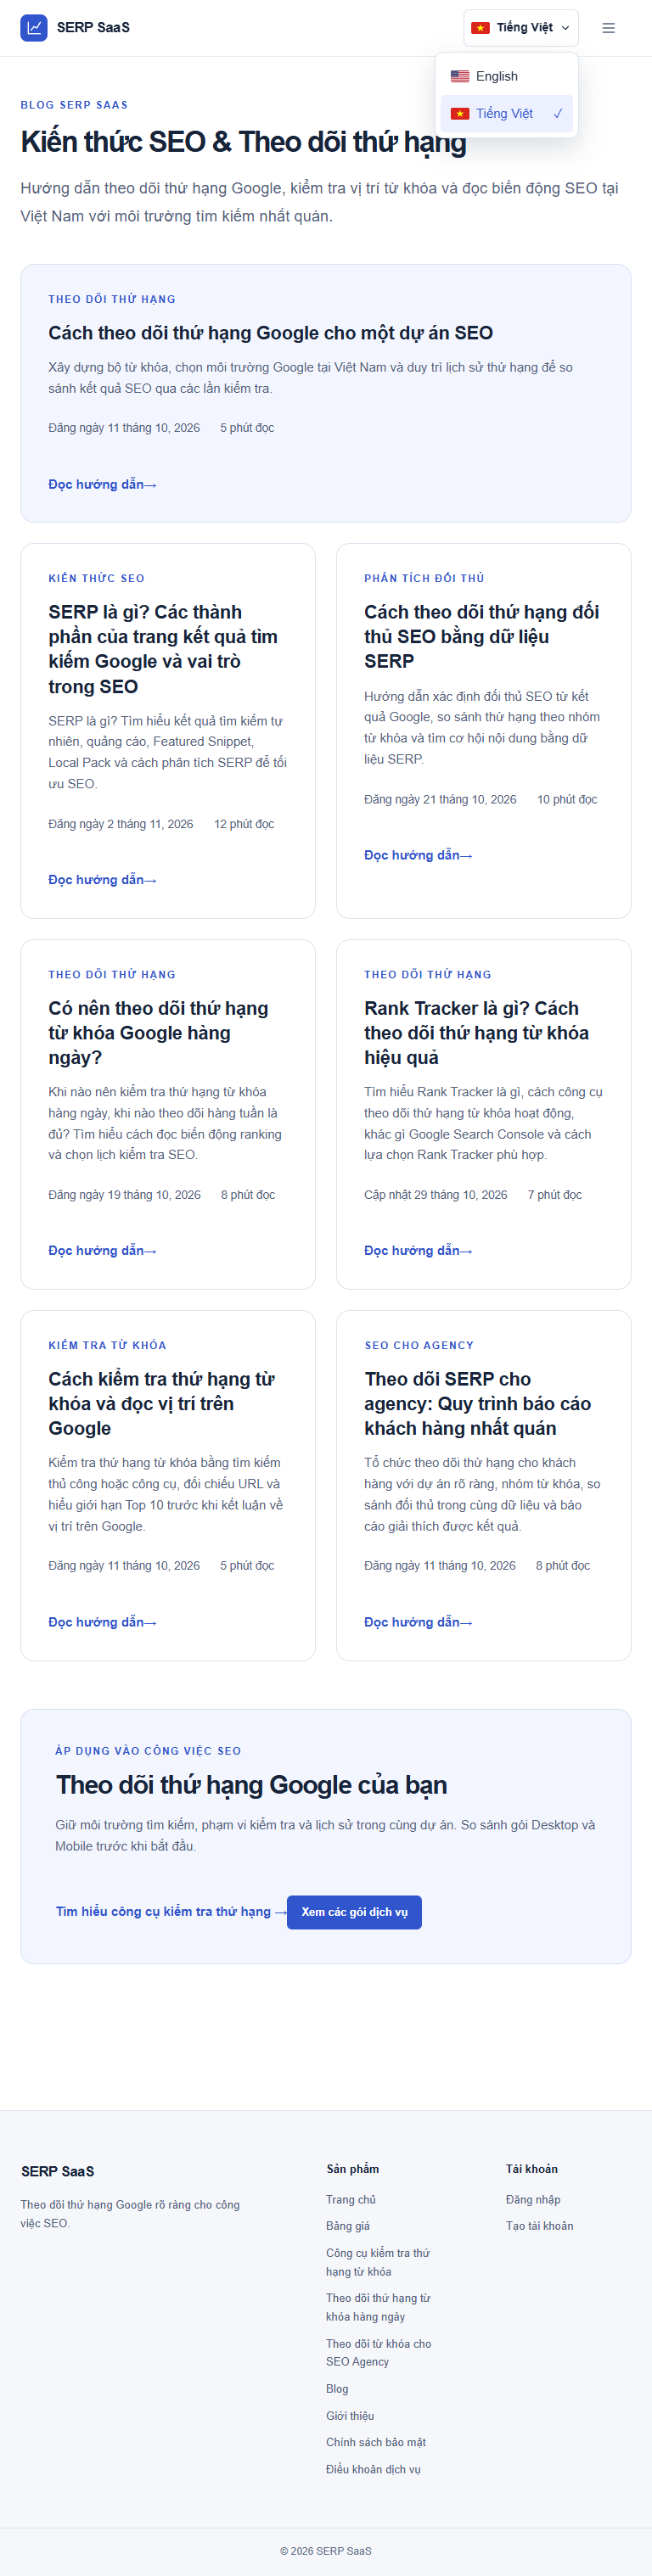 SERP SaaS
Tiếng Việt
English
Tiếng Việt ✓
BLOG SERP SAAS
Kiến thức SEO & Theo dõi thứ hạng
Hướng dẫn theo dõi thứ hạng Google, kiểm tra vị trí từ khóa và đọc biến động SEO tại
Việt Nam với môi trường tìm kiếm nhất quán.
THEO DÕI THỨ HẠNG
Cách theo dõi thứ hạng Google cho một dự án SEO
Xây dựng bộ từ khóa, chọn môi trường Google tại Việt Nam và duy trì lịch sử thứ hạng để so
sánh kết quả SEO qua các lần kiểm tra.
Đăng ngày 11 tháng 10, 2026 5 phút đọc
Đọc hướng dẫn→
KIẾN THỨC SEO
SERP là gì? Các thành
phần của trang kết quả tìm
kiếm Google và vai trò
trong SEO
SERP là gì? Tìm hiểu kết quả tìm kiếm tự
nhiên, quảng cáo, Featured Snippet,
Local Pack và cách phân tích SERP để tối
ưu SEO.
Đăng ngày 2 tháng 11, 2026 12 phút đọc
Đọc hướng dẫn→
PHÂN TÍCH ĐỐI THỦ
Cách theo dõi thứ hạng đối
thủ SEO bằng dữ liệu
SERP
Hướng dẫn xác định đối thủ SEO từ kết
quả Google, so sánh thứ hạng theo nhóm
từ khóa và tìm cơ hội nội dung bằng dữ
liệu SERP.
Đăng ngày 21 tháng 10, 2026 10 phút đọc
Đọc hướng dẫn→
THEO DÕI THỨ HẠNG
Có nên theo dõi thứ hạng
từ khóa Google hàng
ngày?
Khi nào nên kiểm tra thứ hạng từ khóa
hàng ngày, khi nào theo dõi hàng tuần là
đủ? Tìm hiểu cách đọc biến động ranking
và chọn lịch kiểm tra SEO.
Đăng ngày 19 tháng 10, 2026 8 phút đọc
Đọc hướng dẫn→
THEO DÕI THỨ HẠNG
Rank Tracker là gì? Cách
theo dõi thứ hạng từ khóa
hiệu quả
Tìm hiểu Rank Tracker là gì, cách công cụ
theo dõi thứ hạng từ khóa hoạt động,
khác gì Google Search Console và cách
lựa chọn Rank Tracker phù hợp.
Cập nhật 29 tháng 10, 2026 7 phút đọc
Đọc hướng dẫn→
KIỂM TRA TỪ KHÓA
Cách kiểm tra thứ hạng từ
khóa và đọc vị trí trên
Google
Kiểm tra thứ hạng từ khóa bằng tìm kiếm
thủ công hoặc công cụ, đối chiếu URL và
hiểu giới hạn Top 10 trước khi kết luận về
vị trí trên Google.
Đăng ngày 11 tháng 10, 2026 5 phút đọc
Đọc hướng dẫn→
SEO CHO AGENCY
Theo dõi SERP cho
agency: Quy trình báo cáo
khách hàng nhất quán
Tổ chức theo dõi thứ hạng cho khách
hàng với dự án rõ ràng, nhóm từ khóa, so
sánh đối thủ trong cùng dữ liệu và báo
cáo giải thích được kết quả.
Đăng ngày 11 tháng 10, 2026 8 phút đọc
Đọc hướng dẫn→
ÁP DỤNG VÀO CÔNG VIỆC SEO
Theo dõi thứ hạng Google của bạn
Giữ môi trường tìm kiếm, phạm vi kiểm tra và lịch sử trong cùng dự án. So sánh gói Desktop và
Mobile trước khi bắt đầu.
Tìm hiểu công cụ kiểm tra thứ hạng →
Xem các gói dịch vụ
SERP SaaS
Theo dõi thứ hạng Google rõ ràng cho công
việc SEO.
Sản phẩm
Trang chủ
Bảng giá
Công cụ kiểm tra thứ
hạng từ khóa
Theo dõi thứ hạng từ
khóa hàng ngày
Theo dõi từ khóa cho
SEO Agency
Blog
Giới thiệu
Chính sách bảo mật
Điều khoản dịch vụ
Tài khoản
Đăng nhập
Tạo tài khoản
© 2026 SERP SaaS